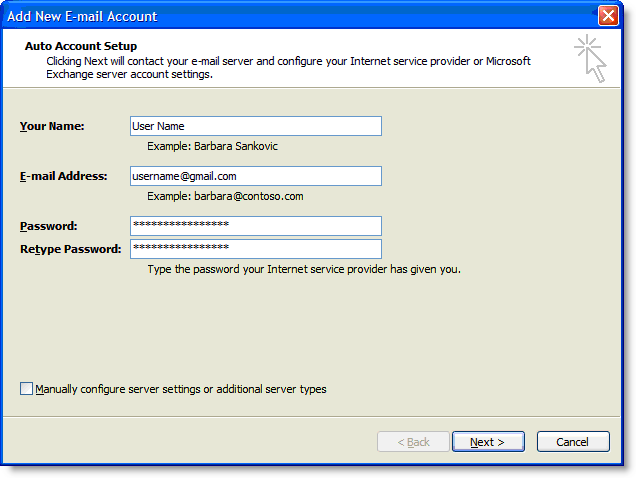 Add New E-mail Account
Auto Account Setup
Clicking Next will contact your e-mail server and configure your Internet service provider or Microsoft
Exchange server account settings.
Your Name: User Name
Example: Barbara Sankovic
E-mail Address: username@gmail.com
Example: barbara@contoso.com
Password: ****************
Retype Password: ****************
Type the password your Internet service provider has given you.
Manually configure server settings or additional server types
< Back Next > Cancel